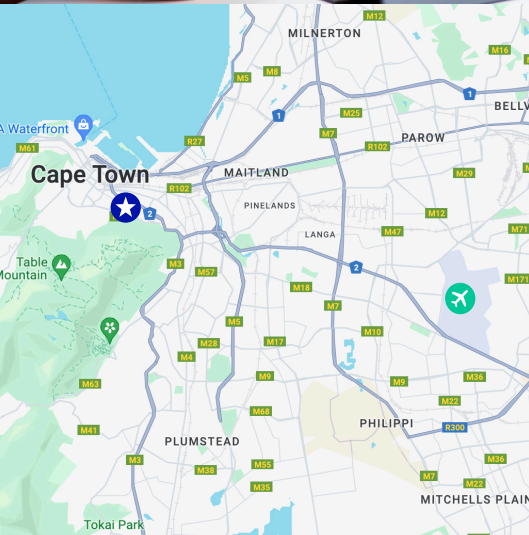 M12
MILNERTON
M16
M8
M5
1
1
M25
BELLV
A Waterfront
M7
M61
R27
PAROW
R102
Cape Town
MAITLAND
M29
R102
PINELANDS
2
M12
LANGA
M47
M71
Table
Mountain
M3
2
M57
M171
M18
M7
M5
M10
M28
M17
M4
M9
M36
M63
M9
M22
M68
PHILIPPI
M41
R300
PLUMSTEAD
M3
M55
M36
M38
M7
M35
M22
MITCHELLS PLAIN
Tokai Park